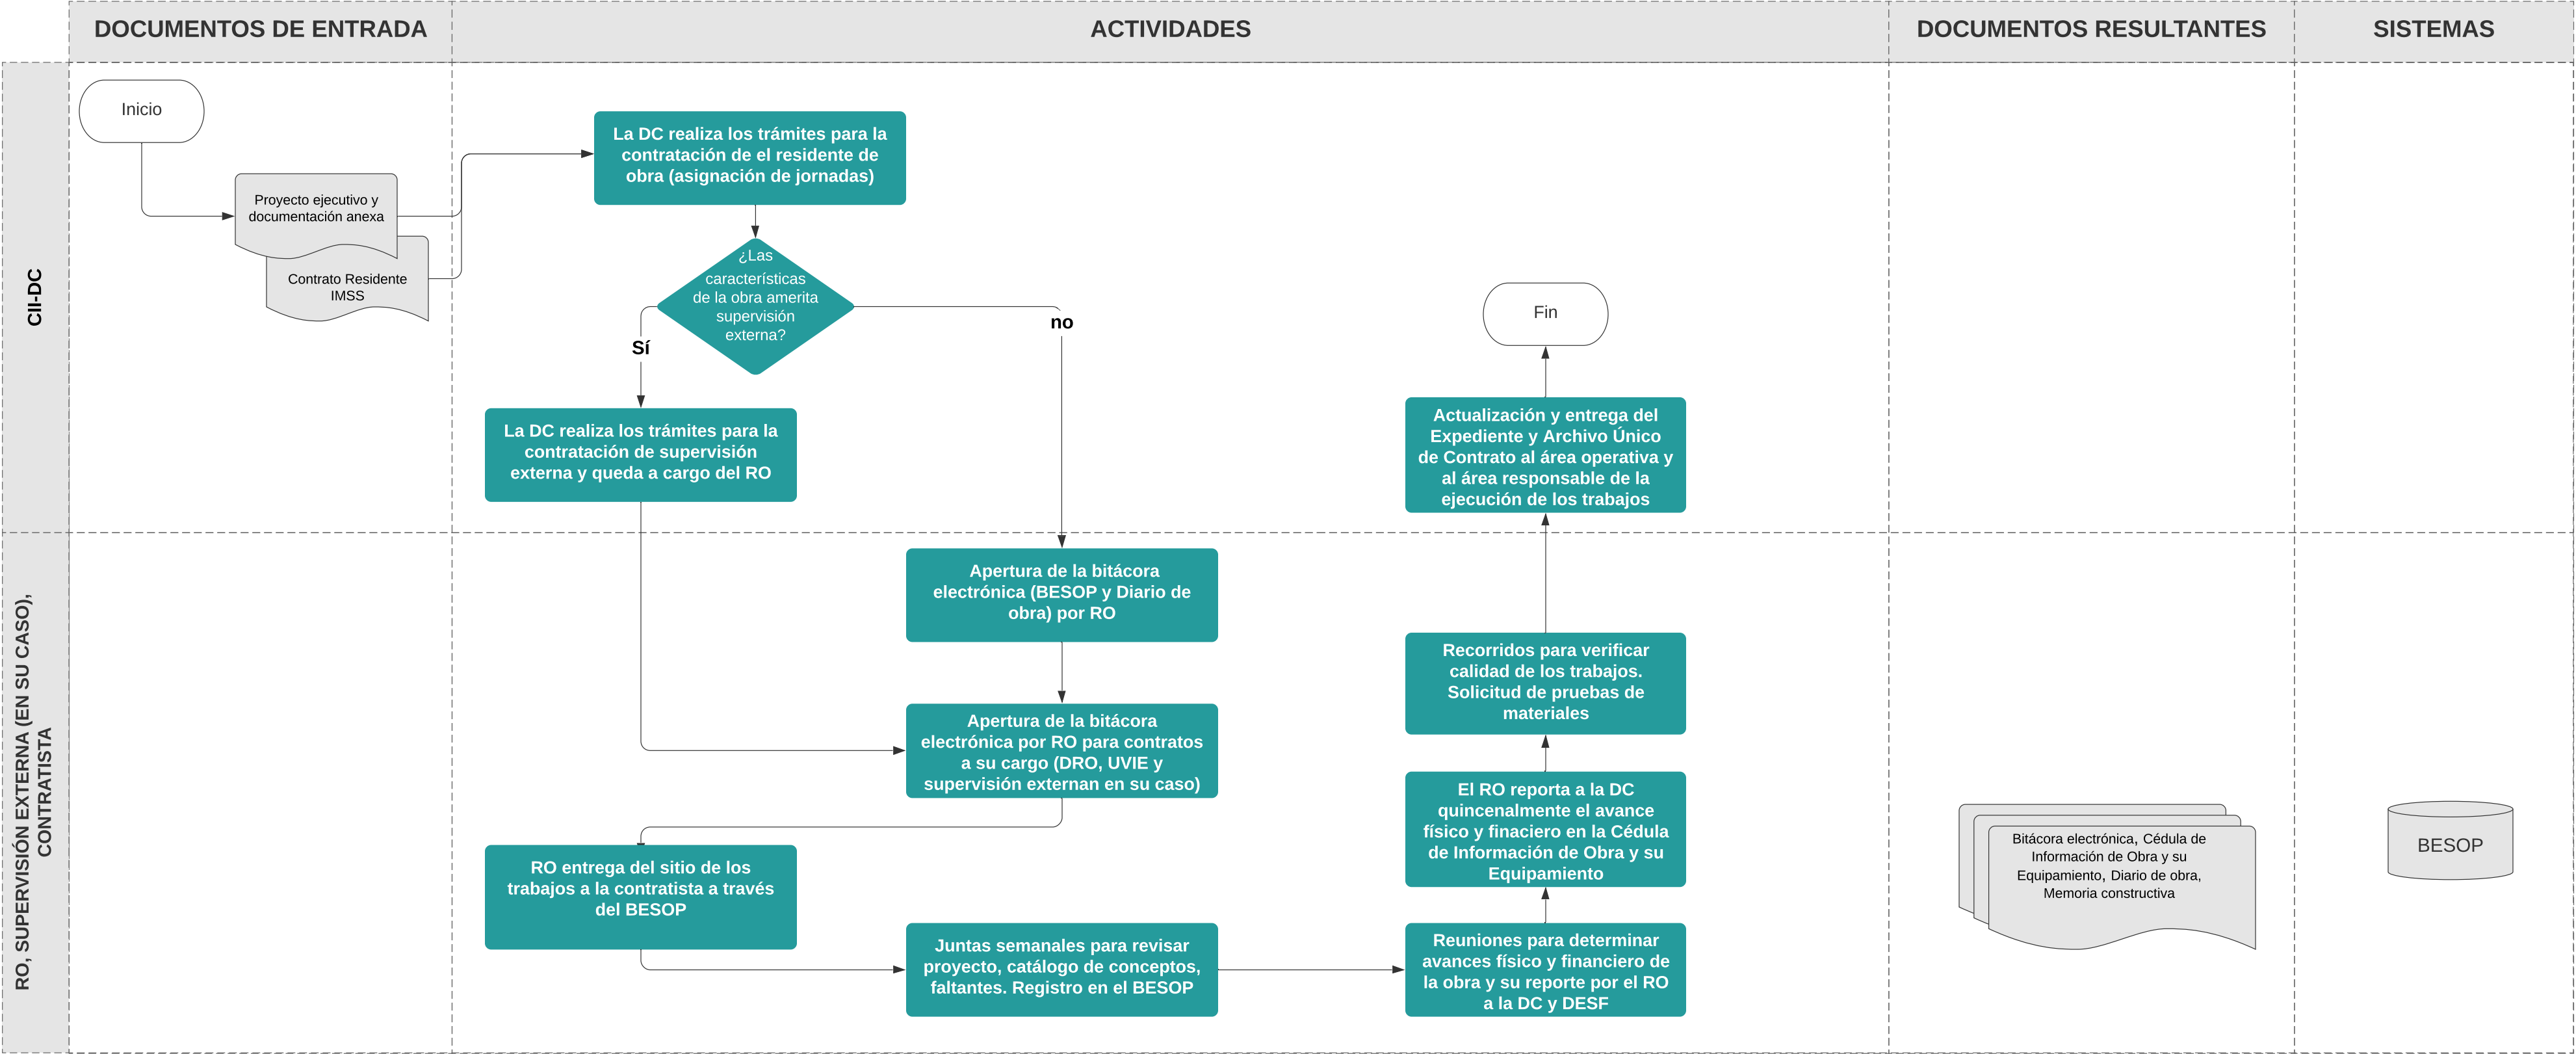 DOCUMENTOS DE ENTRADA
ACTIVIDADES
DOCUMENTOS RESULTANTES
SISTEMAS
CII-DC
Inicio
Proyecto ejecutivo y
documentación anexa
Contrato Residente
IMSS
La DC realiza los trámites para la
contratación de el residente de
obra (asignación de jornadas)
¿Las
características
de la obra amerita
supervisión
externa?
Sí
no
La DC realiza los trámites para la
contratación de supervisión
externa y queda a cargo del RO
Fin
Actualización y entrega del
Expediente y Archivo Único
de Contrato al área operativa y
al área responsable de la
ejecución de los trabajos
RO, SUPERVISIÓN EXTERNA (EN SU CASO),
CONTRATISTA
Apertura de la bitácora
electrónica (BESOP y Diario de
obra) por RO
Apertura de la bitácora
electrónica por RO para contratos
a su cargo (DRO, UVIE y
supervisión externan en su caso)
RO entrega del sitio de los
trabajos a la contratista a través
del BESOP
Juntas semanales para revisar
proyecto, catálogo de conceptos,
faltantes. Registro en el BESOP
Reuniones para determinar
avances físico y financiero de
la obra y su reporte por el RO
a la DC y DESF
El RO reporta a la DC
quincenalmente el avance
físico y finaciero en la Cédula
de Información de Obra y su
Equipamiento
Recorridos para verificar
calidad de los trabajos.
Solicitud de pruebas de
materiales
Bitácora electrónica, Cédula de
Información de Obra y su
Equipamiento, Diario de obra,
Memoria constructiva
BESOP